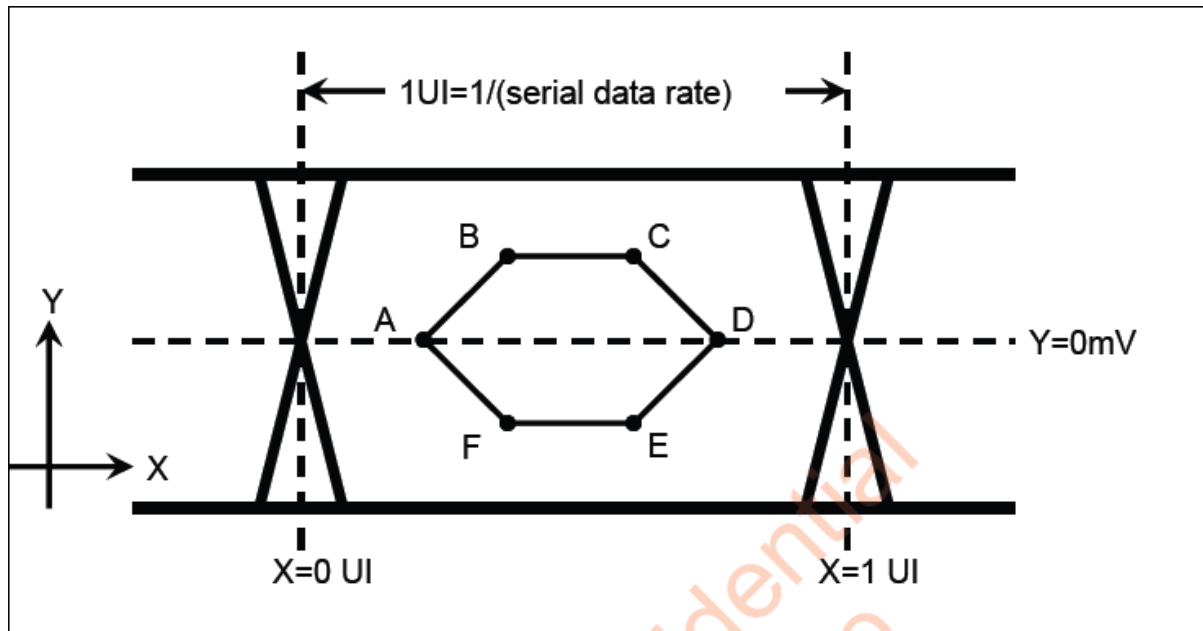 1UI=1/(serial data rate)
B
C
Y
A
D
Y=0mV
F
E
X
X=0 UI
X=1 UI